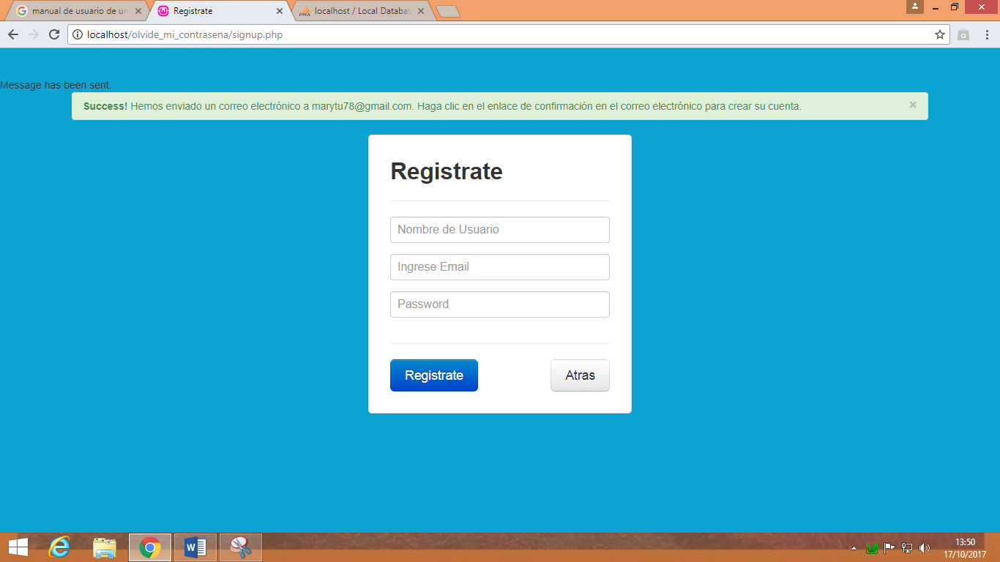 manual de usuario de un
Registrate
localhost / Local Databas
localhost/olvide_mi_contrasena/signup.php
Message has been sent.
Success! Hemos enviado un correo electrónico a marytu78@gmail.com. Haga clic en el enlace de confirmación en el correo electrónico para crear su cuenta.
×
Registrate
Nombre de Usuario
Ingrese Email
Password
Registrate
Atras
13:50
17/10/2017